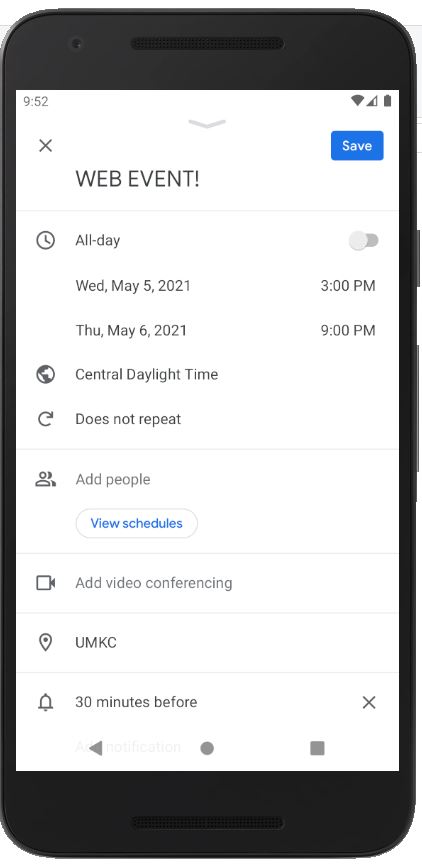 9:52
Save
WEB EVENT!
All-day
Wed, May 5, 2021 3:00 PM
Thu, May 6, 2021 9:00 PM
Central Daylight Time
Does not repeat
Add people
View schedules
Add video conferencing
UMKC
30 minutes before
Add notification